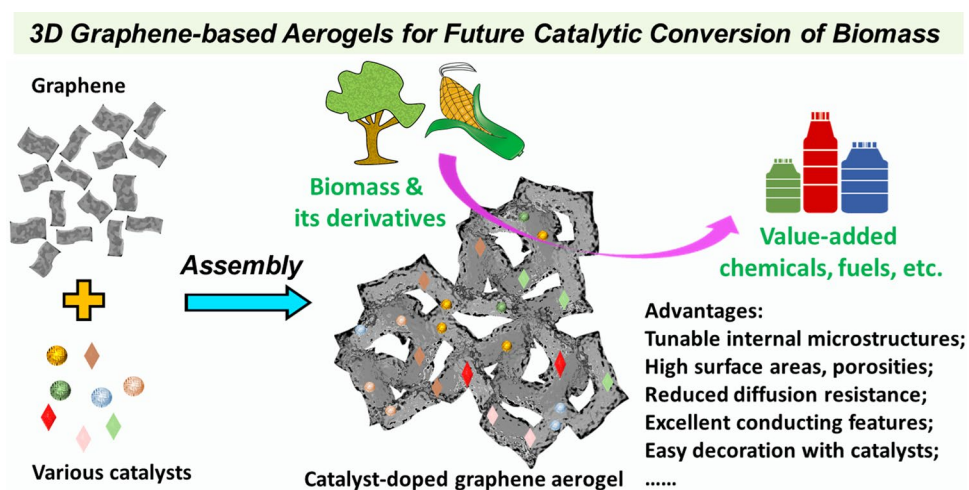 3D Graphene-based Aerogels for Future Catalytic Conversion of Biomass
Graphene
Biomass &
its derivatives
Value-added
chemicals, fuels, etc.
Assembly
Advantages:
Tunable internal microstructures;
High surface areas, porosities;
Reduced diffusion resistance;
Excellent conducting features;
Easy decoration with catalysts;
......
Various catalysts
Catalyst-doped graphene aerogel